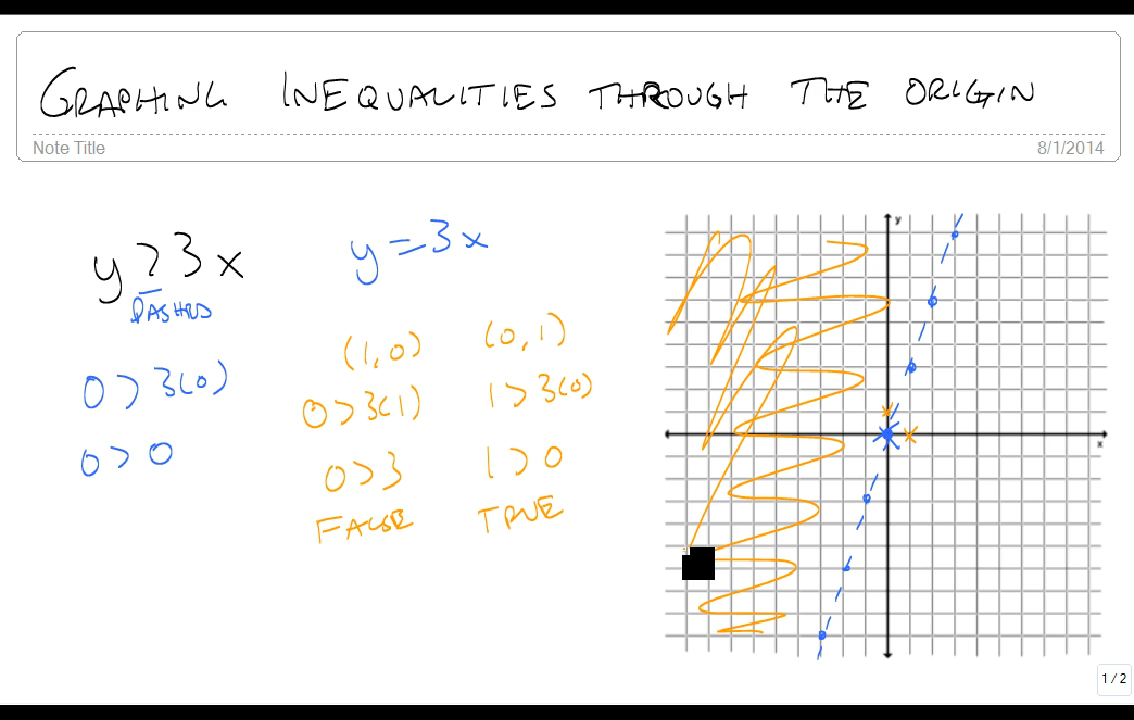 GRAPHING INEQUALITIES THROUGH THE ORIGIN
Note Title
8/1/2014
y > 3x
DASHED
y = 3x
0 > 3(0)
0 > 0
(1,0)
0 > 3(1)
0 > 3
FALSE
(0,1)
1 > 3(0)
1 > 0
TRUE
y
x
1 / 2